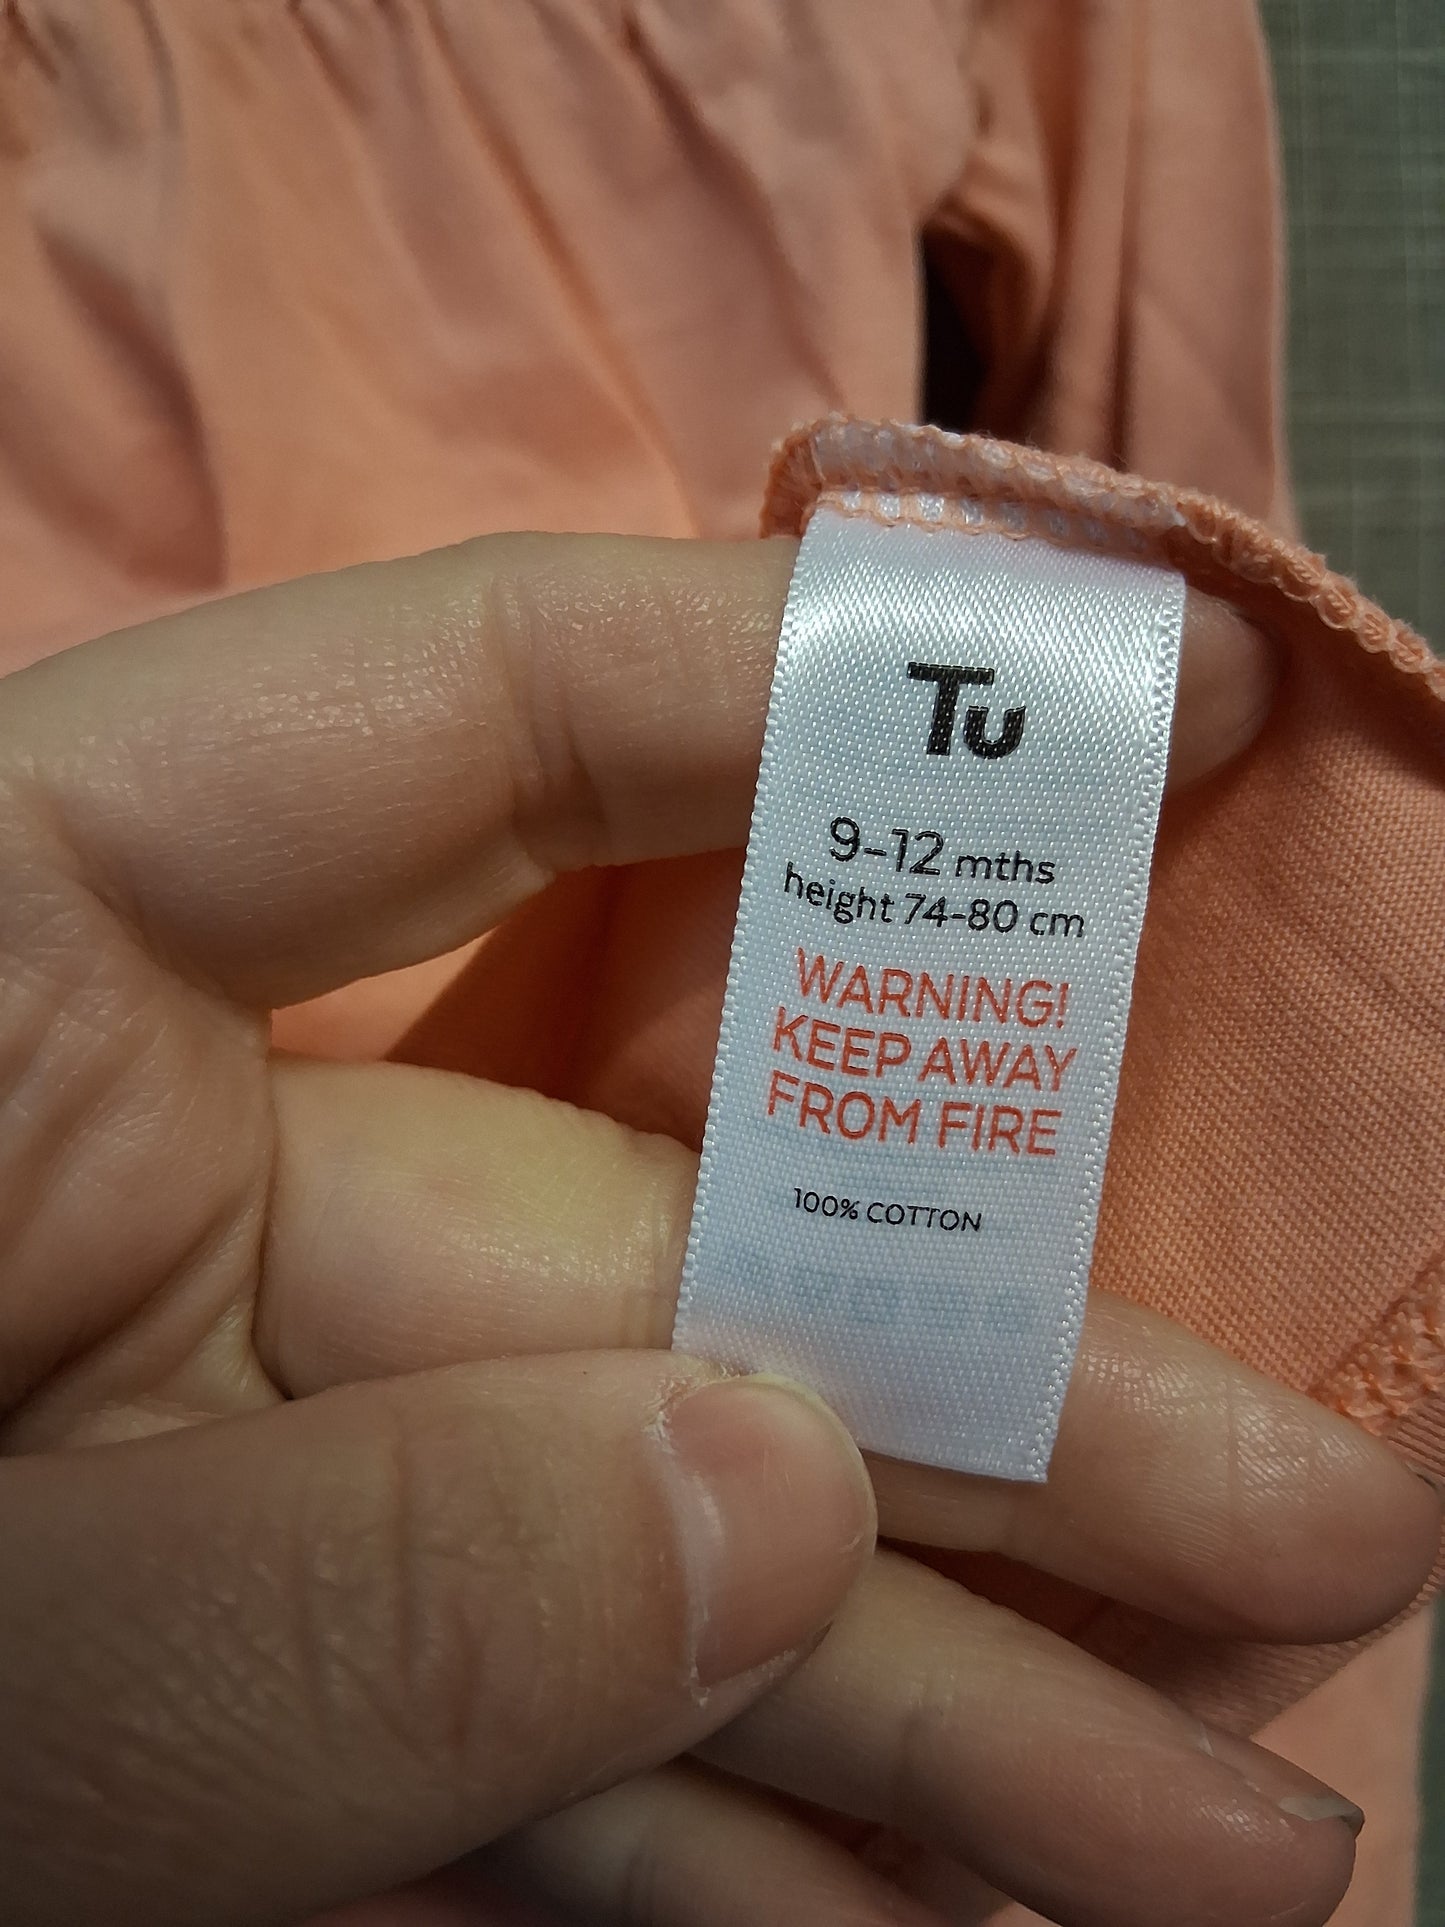 Tu
9-12 mths
height 74-80 cm
WARNING!
KEEP AWAY
FROM FIRE
100% COTTON